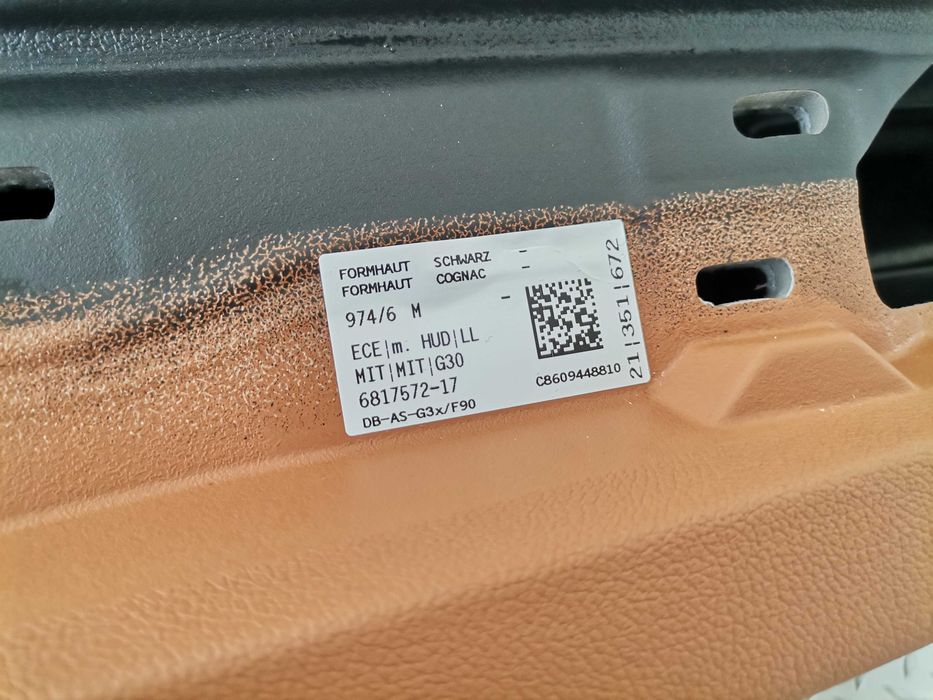 FORMHAUT SCHWARZ -
FORMHAUT COGNAC -
974/6 M -
ECE|m. HUD|LL
MIT|MIT|G30
6817572-17
DB-AS-G3x/F90
C8609448810
21|351|672